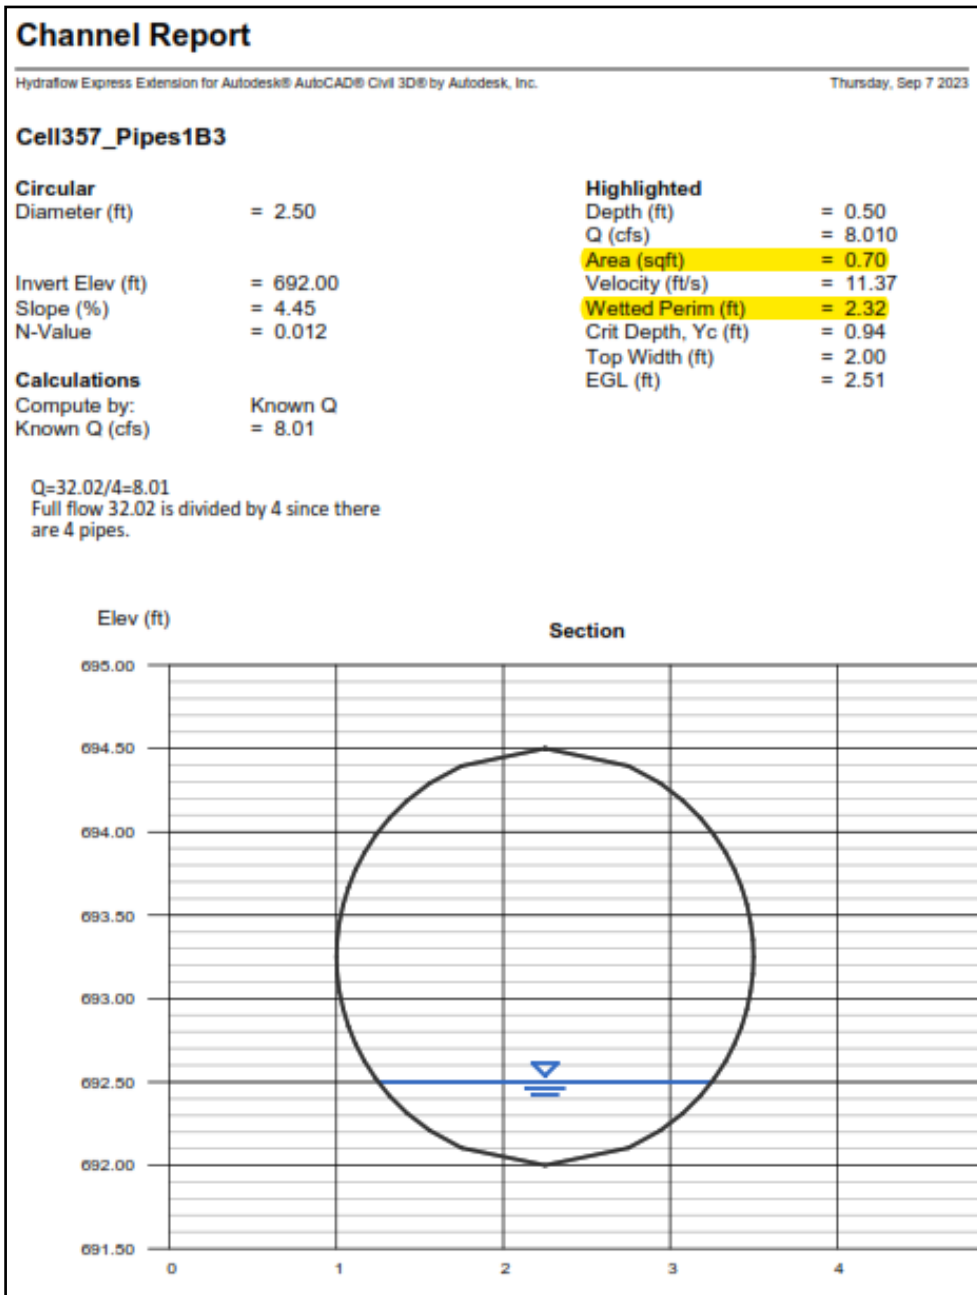 Channel Report
Hydraflow Express Extension for Autodesk® AutoCAD® Civil 3D® by Autodesk, Inc. Thursday, Sep 7 2023
Cell357_Pipes1B3
Circular
Diameter (ft) = 2.50
Invert Elev (ft) = 692.00
Slope (%) = 4.45
N-Value = 0.012
Calculations
Compute by: Known Q
Known Q (cfs) = 8.01
Highlighted
Depth (ft) = 0.50
Q (cfs) = 8.010
Area (sqft) = 0.70
Velocity (ft/s) = 11.37
Wetted Perim (ft) = 2.32
Crit Depth, Yc (ft) = 0.94
Top Width (ft) = 2.00
EGL (ft) = 2.51
Q=32.02/4=8.01
Full flow 32.02 is divided by 4 since there
are 4 pipes.
Elev (ft)
Section
695.00
694.50
694.00
693.50
693.00
692.50
692.00
691.50
0 1 2 3 4